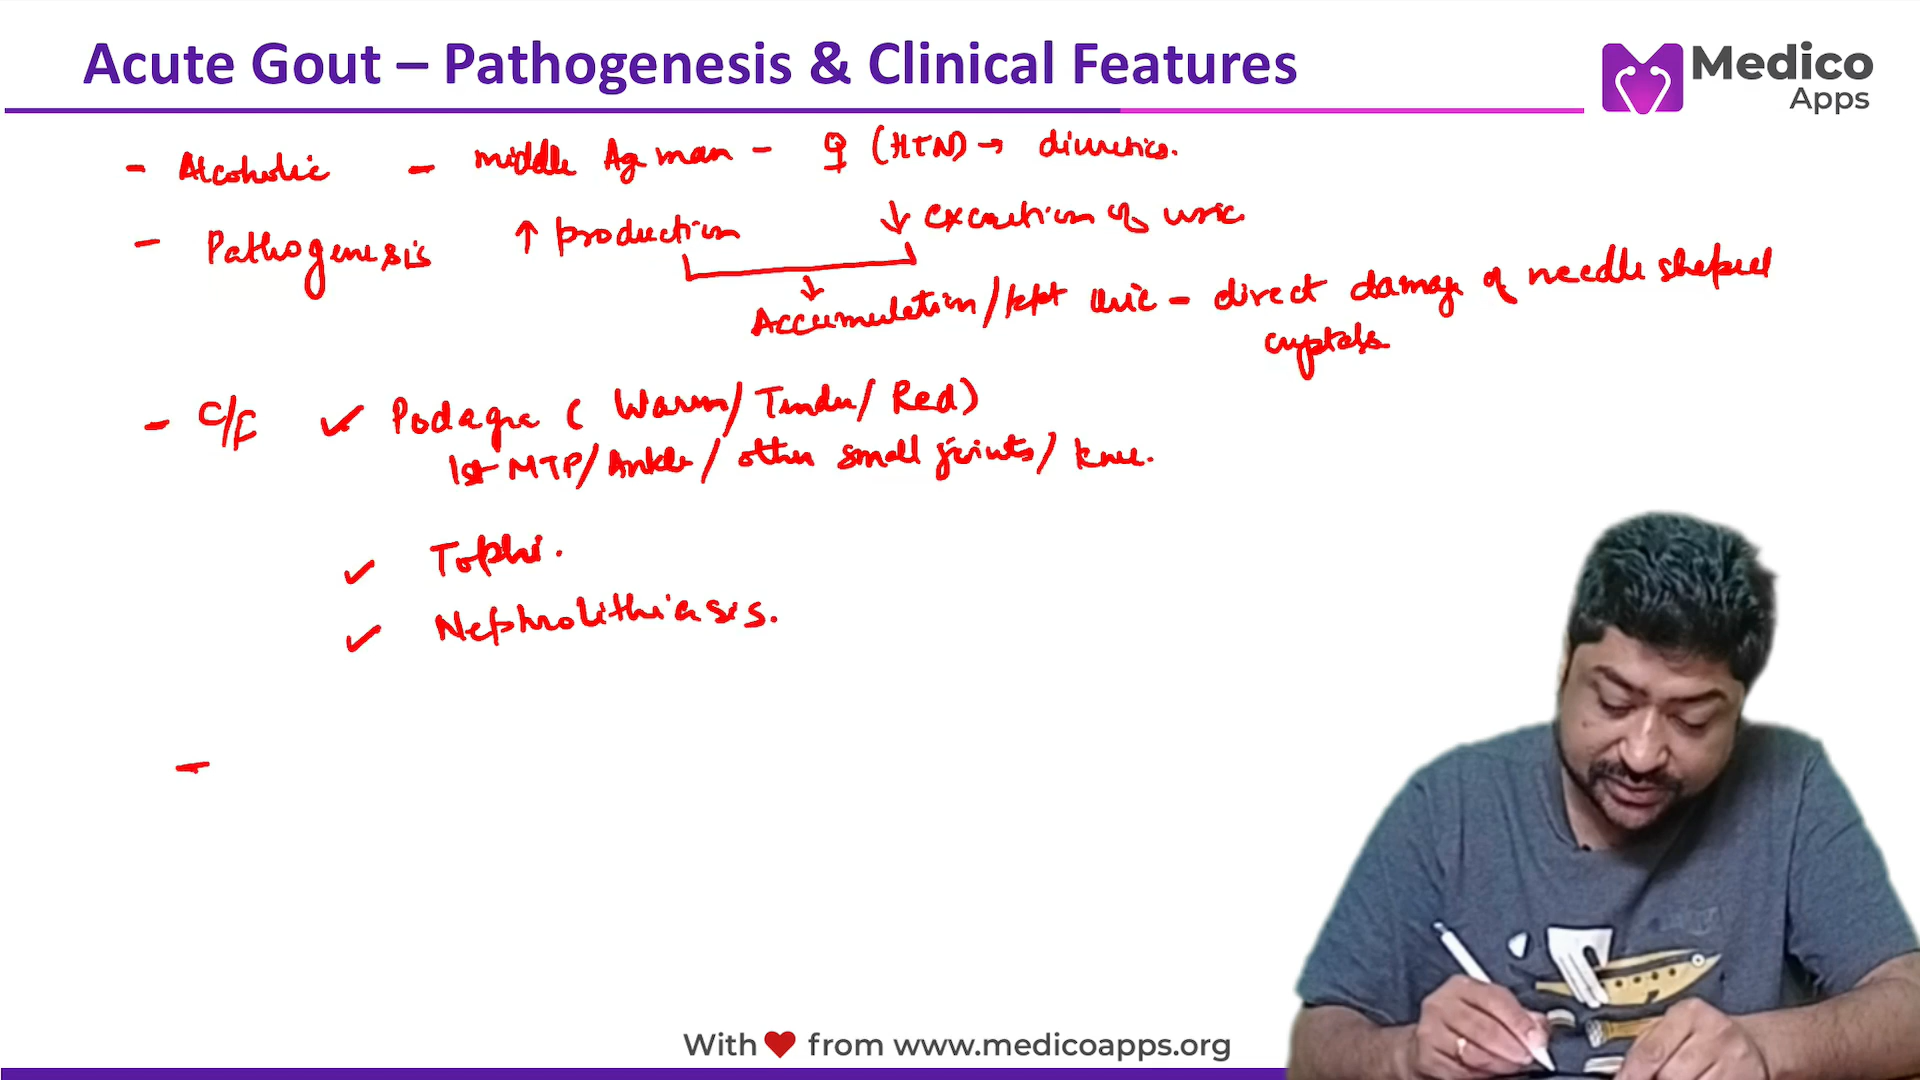 Acute Gout – Pathogenesis & Clinical Features
Medico
Apps
- Alcoholic - middle Age man - ♀ (HTN) → diuretics.
- Pathogenesis ↑ production ↓ excretion of uric
↓
Accumulation/ppt uric - direct damage of needle shaped
crystals
- C/F ✓ Podagra ( Warm/ Tender/ Red)
1st MTP/ Ankle/ other small joints/ knee.
✓ Tophi.
✓ Nephrolithiasis.
-
With ❤ from www.medicoapps.org